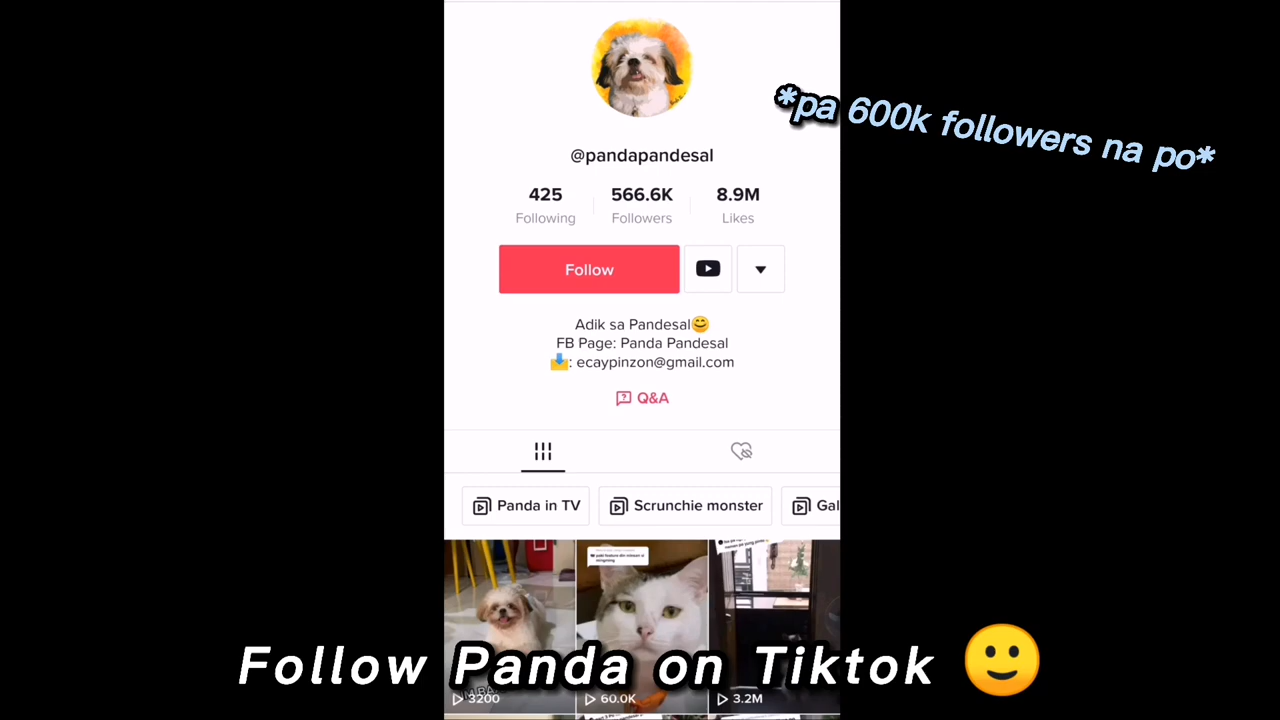 *pa 600k followers na po*
@pandapandesal
425 566.6K 8.9M
Following Followers Likes
Follow
Adik sa Pandesal😊
FB Page: Panda Pandesal
📩: ecaypinzon@gmail.com
Q&A
Panda in TV Scrunchie monster Gal
Follow Panda on Tiktok 🙂
3200 60.0K 3.2M